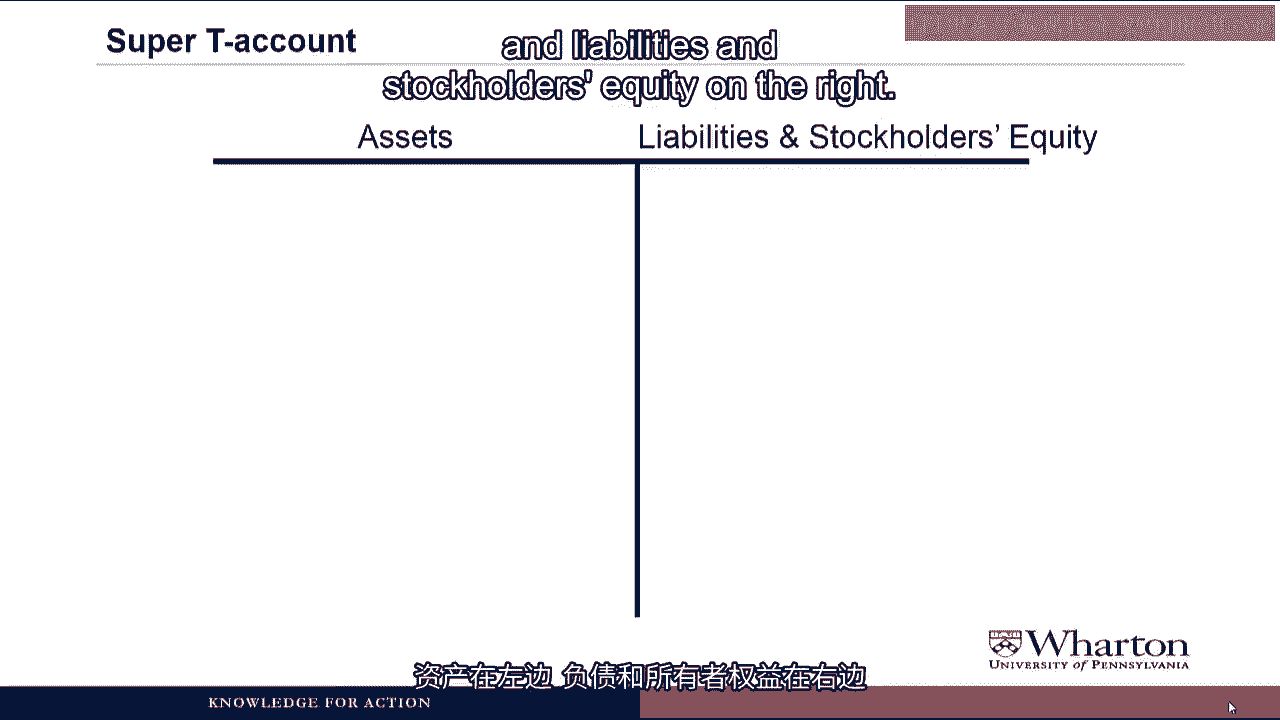 Super T-account
and liabilities and
stockholders' equity on the right.
Assets
Liabilities & Stockholders’ Equity
Wharton
UNIVERSITY of PENNSYLVANIA
资产在左边 负债和所有者权益在右边
KNOWLEDGE FOR ACTION